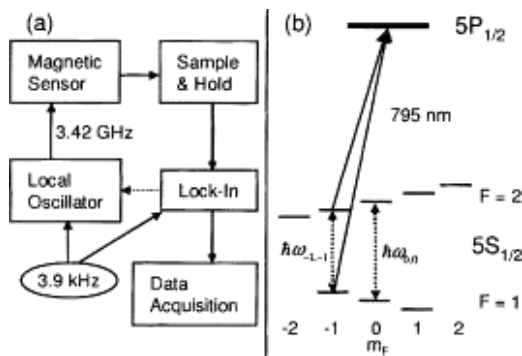 (a)
Magnetic
Sensor
Sample
& Hold
3.42 GHz
Local
Oscillator
Lock-In
3.9 kHz
Data
Acquisition
(b)
5P1/2
795 nm
F = 2
ħω-1,-1
ħω0,0
5S1/2
F = 1
-2 -1 0 1 2
mF